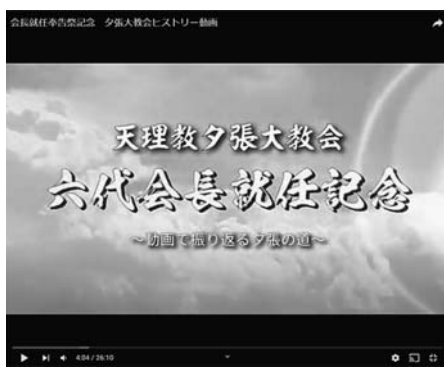 会長就任奉告祭記念　夕張大教会ヒストリー動画
天理教夕張大教会
六代会長就任記念
～動画で振り返る夕張の道～
4:04 / 26:10